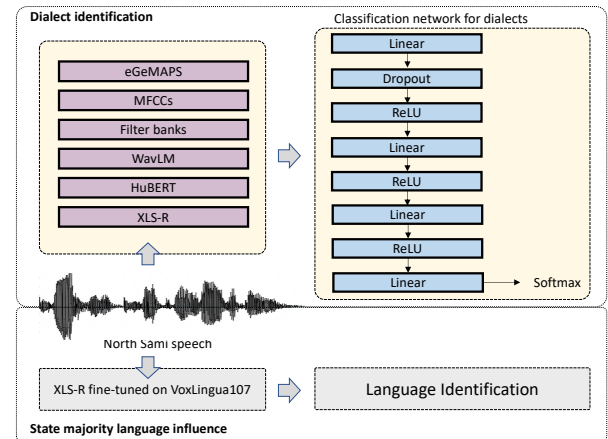 Dialect identification
Classification network for dialects
eGeMAPS
MFCCs
Filter banks
WavLM
HuBERT
XLS-R
Linear
Dropout
ReLU
Linear
ReLU
Linear
ReLU
Linear
Softmax
North Sami speech
XLS-R fine-tuned on VoxLingua107
Language Identification
State majority language influence